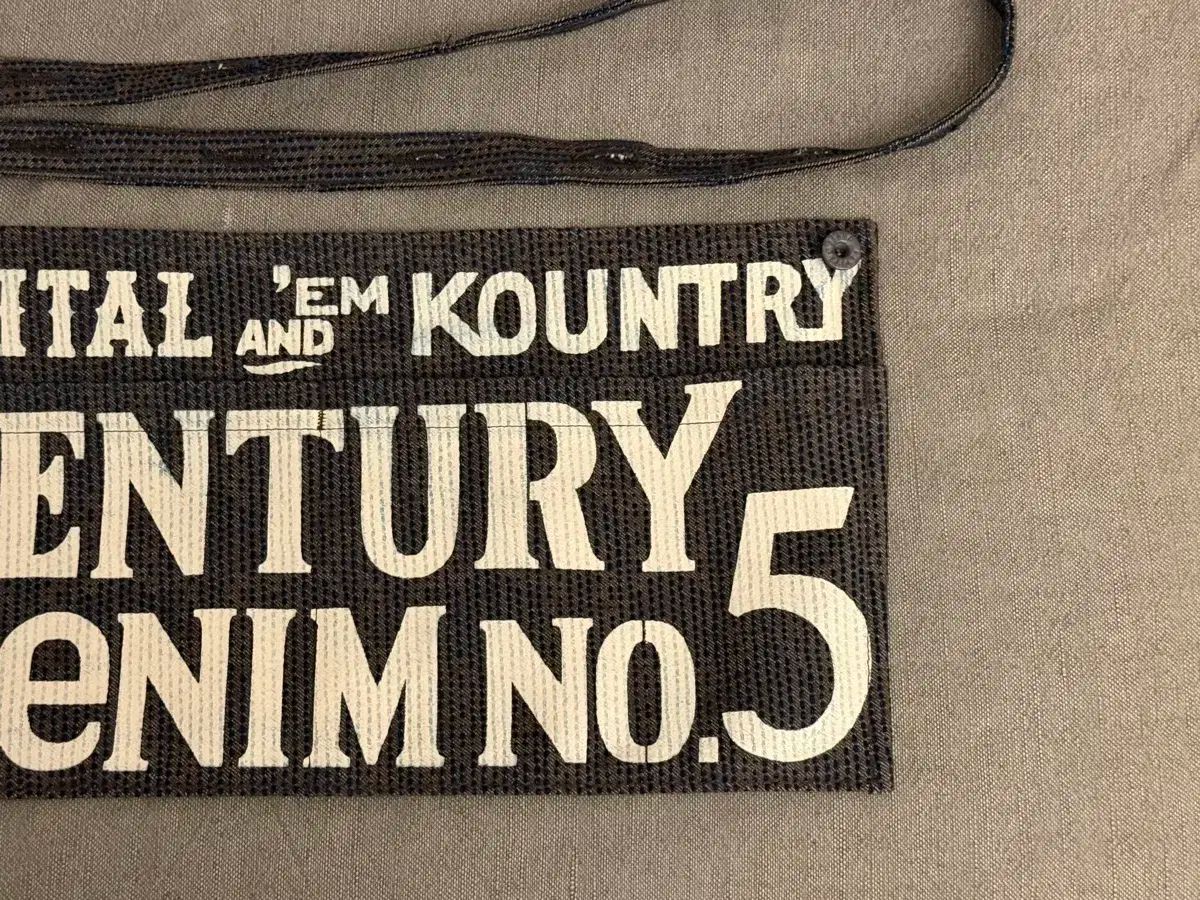 ITAL 'EM AND KOUNTRY
ENTURY
eNIM NO.5